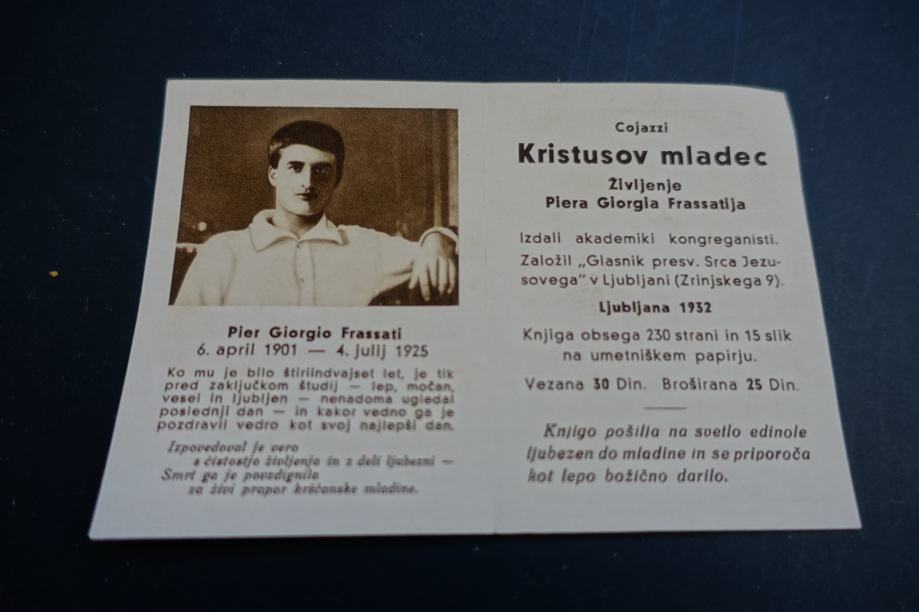 Pier Giorgio Frassati
6. april 1901 — 4. julij 1925
Ko mu je bilo štiriindvajset let, je tik
pred zaključkom študij — lep, močan,
vesel in ljubljen — nenadoma ugledal
poslednji dan — in kakor vedno ga je
pozdravil vedro kot svoj najlepši dan.
Izpovedoval je vero
s čistostjo življenja in z deli ljubezni —
Smrt ga je povzdignila
za živi prapor krščanske mladine.
Cojazzi
Kristusov mladec
Življenje
Piera Giorgia Frassatija
Izdali akademiki kongreganisti.
Založil „Glasnik presv. Srca Jezu-
sovega" v Ljubljani (Zrinjskega 9).
Ljubljana 1932
Knjiga obsega 230 strani in 15 slik
na umetniškem papirju.
Vezana 30 Din. Broširana 25 Din.
Knjigo pošilja na svetlo edinole
ljubezen do mladine in se priporoča
kot lepo božično darilo.